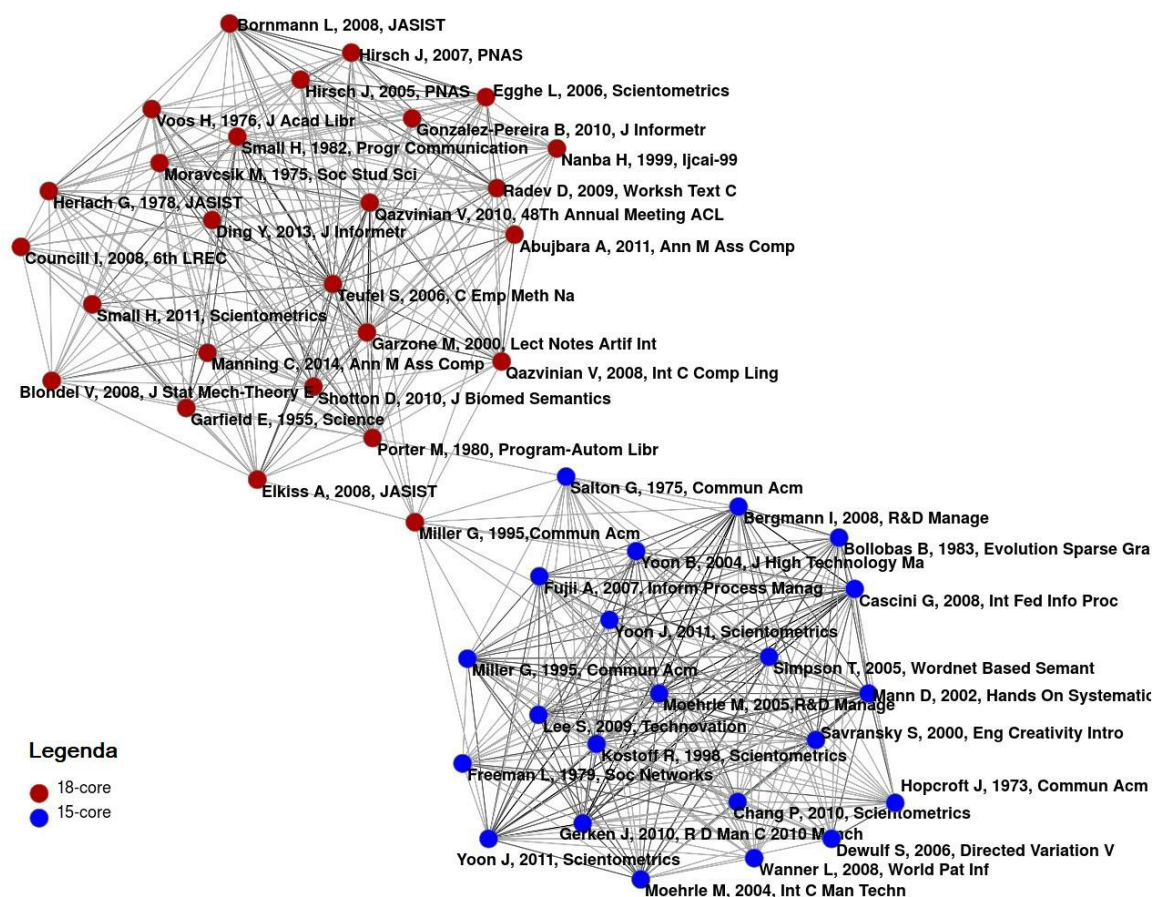 Bornmann L, 2008, JASIST
Hirsch J, 2007, PNAS
Hirsch J, 2005, PNAS
Egghe L, 2006, Scientometrics
Voos H, 1976, J Acad Libr
Gonzalez-Pereira B, 2010, J Informetr
Small H, 1982, Progr Communication
Nanba H, 1999, Ijcai-99
Moravcsik M, 1975, Soc Stud Sci
Radev D, 2009, Worksh Text C
Herlach G, 1978, JASIST
Qazvinian V, 2010, 48Th Annual Meeting ACL
Ding Y, 2013, J Informetr
Abujbara A, 2011, Ann M Ass Comp
Councill I, 2008, 6th LREC
Teufel S, 2006, C Emp Meth Na
Small H, 2011, Scientometrics
Garzone M, 2000, Lect Notes Artif Int
Manning C, 2014, Ann M Ass Comp
Qazvinian V, 2008, Int C Comp Ling
Blondel V, 2008, J Stat Mech-Theory E
Shotton D, 2010, J Biomed Semantics
Garfield E, 1955, Science
Porter M, 1980, Program-Autom Libr
Elkiss A, 2008, JASIST
Salton G, 1975, Commun Acm
Bergmann I, 2008, R&D Manage
Miller G, 1995,Commun Acm
Bollobas B, 1983, Evolution Sparse Gra
Yoon B, 2004, J High Technology Ma
Fujii A, 2007, Inform Process Manag
Cascini G, 2008, Int Fed Info Proc
Yoon J, 2011, Scientometrics
Miller G, 1995, Commun Acm
Simpson T, 2005, Wordnet Based Semant
Mann D, 2002, Hands On Systematic
Moehrle M, 2005,R&D Manage
Lee S, 2009, Technovation
Savransky S, 2000, Eng Creativity Intro
Kostoff R, 1998, Scientometrics
Freeman L, 1979, Soc Networks
Hopcroft J, 1973, Commun Acm
Chang P, 2010, Scientometrics
Gerken J, 2010, R D Man C 2010 Munch
Dewulf S, 2006, Directed Variation V
Yoon J, 2011, Scientometrics
Wanner L, 2008, World Pat Inf
Moehrle M, 2004, Int C Man Techn
Legenda
18-core
15-core